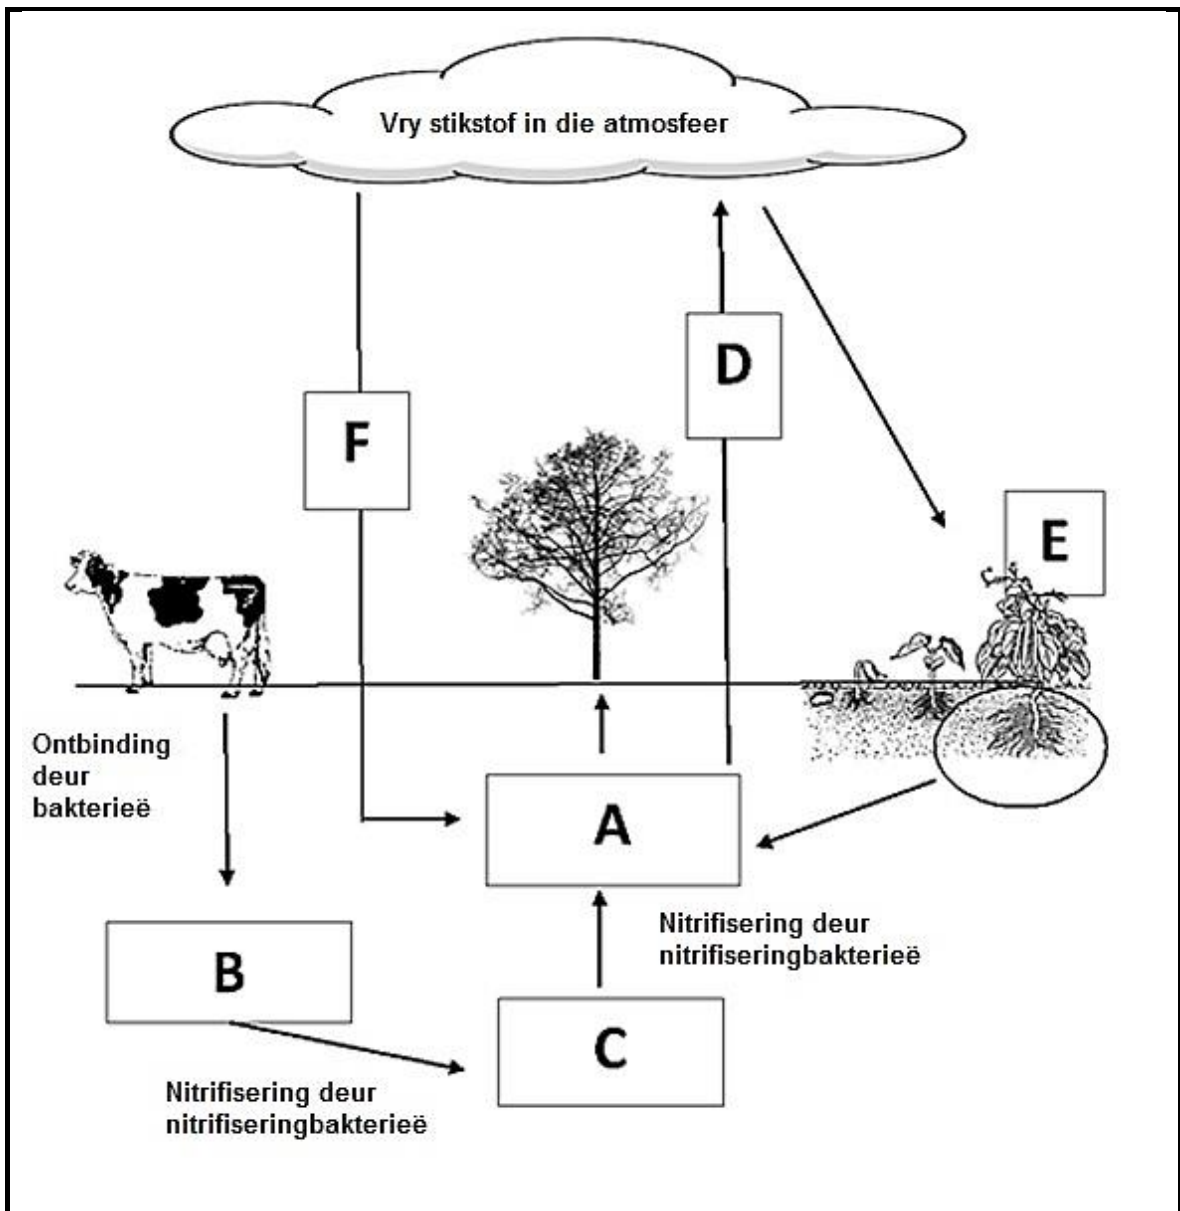 Vry stikstof in die atmosfeer
D
F
E
Ontbinding
deur
bakterieë
A
Nitrifisering deur
nitrifiseringbakterieë
B
C
Nitrifisering deur
nitrifiseringbakterieë